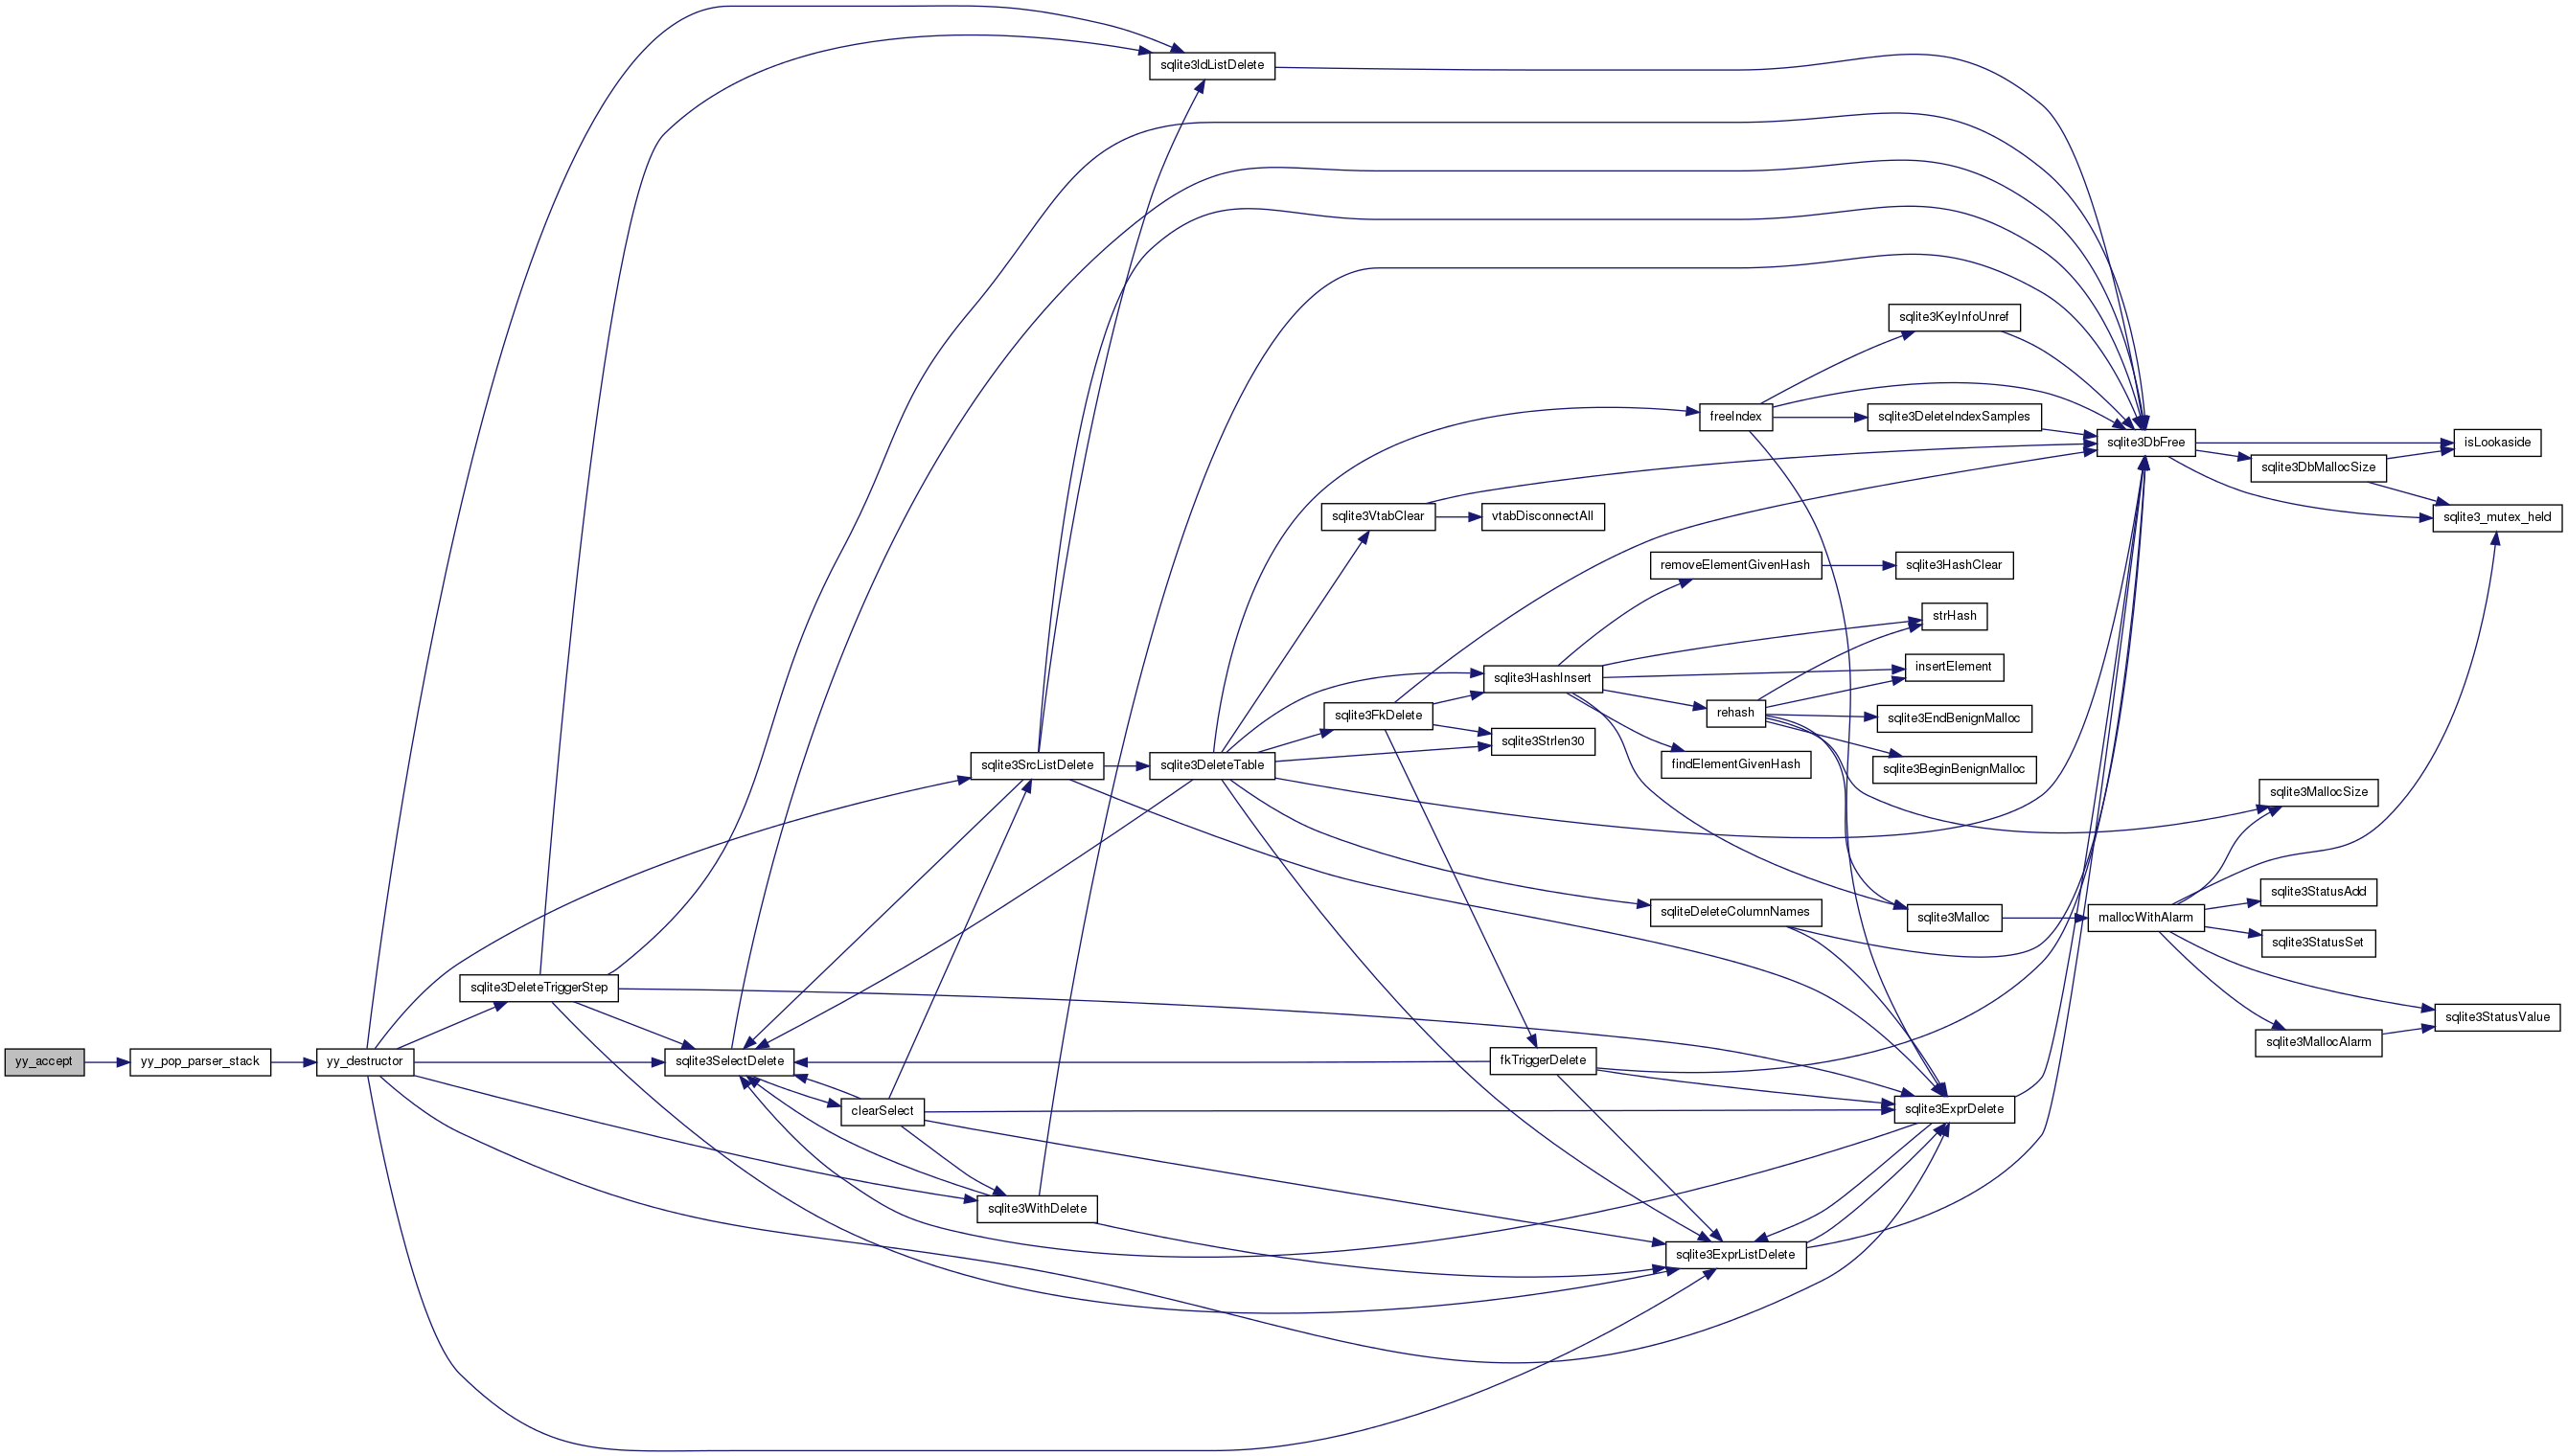 sqlite3IdListDelete
sqlite3KeyInfoUnref
freeIndex
sqlite3DeleteIndexSamples
sqlite3DbFree
isLookaside
sqlite3DbMallocSize
sqlite3VtabClear
vtabDisconnectAll
sqlite3_mutex_held
removeElementGivenHash
sqlite3HashClear
strHash
insertElement
sqlite3HashInsert
sqlite3FkDelete
rehash
sqlite3EndBenignMalloc
sqlite3Strlen30
sqlite3SrcListDelete
sqlite3DeleteTable
findElementGivenHash
sqlite3BeginBenignMalloc
sqlite3MallocSize
sqlite3StatusAdd
sqliteDeleteColumnNames
sqlite3Malloc
mallocWithAlarm
sqlite3StatusSet
sqlite3DeleteTriggerStep
sqlite3StatusValue
sqlite3MallocAlarm
yy_accept
yy_pop_parser_stack
yy_destructor
sqlite3SelectDelete
fkTriggerDelete
clearSelect
sqlite3ExprDelete
sqlite3WithDelete
sqlite3ExprListDelete